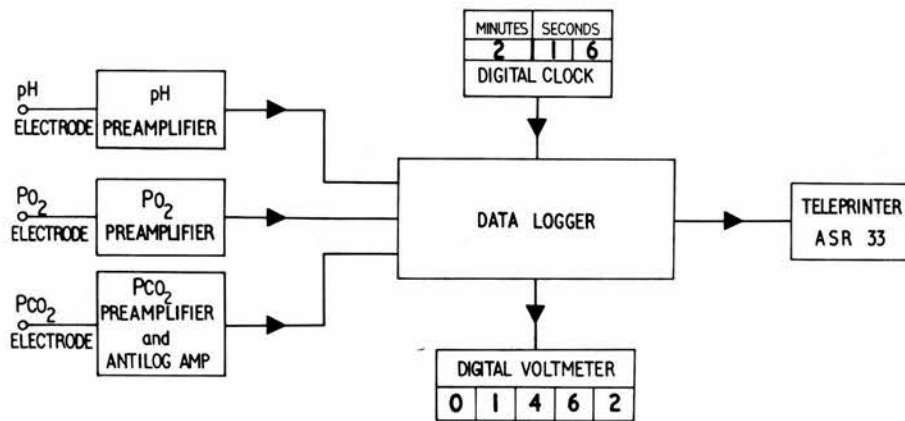 MINUTES SECONDS
2 1 6
DIGITAL CLOCK
pH
ELECTRODE
pH
PREAMPLIFIER
PO2
ELECTRODE
PO2
PREAMPLIFIER
PCO2
ELECTRODE
PCO2
PREAMPLIFIER
and
ANTILOG AMP
DATA LOGGER
TELEPRINTER
ASR 33
DIGITAL VOLTMETER
0 1 4 6 2